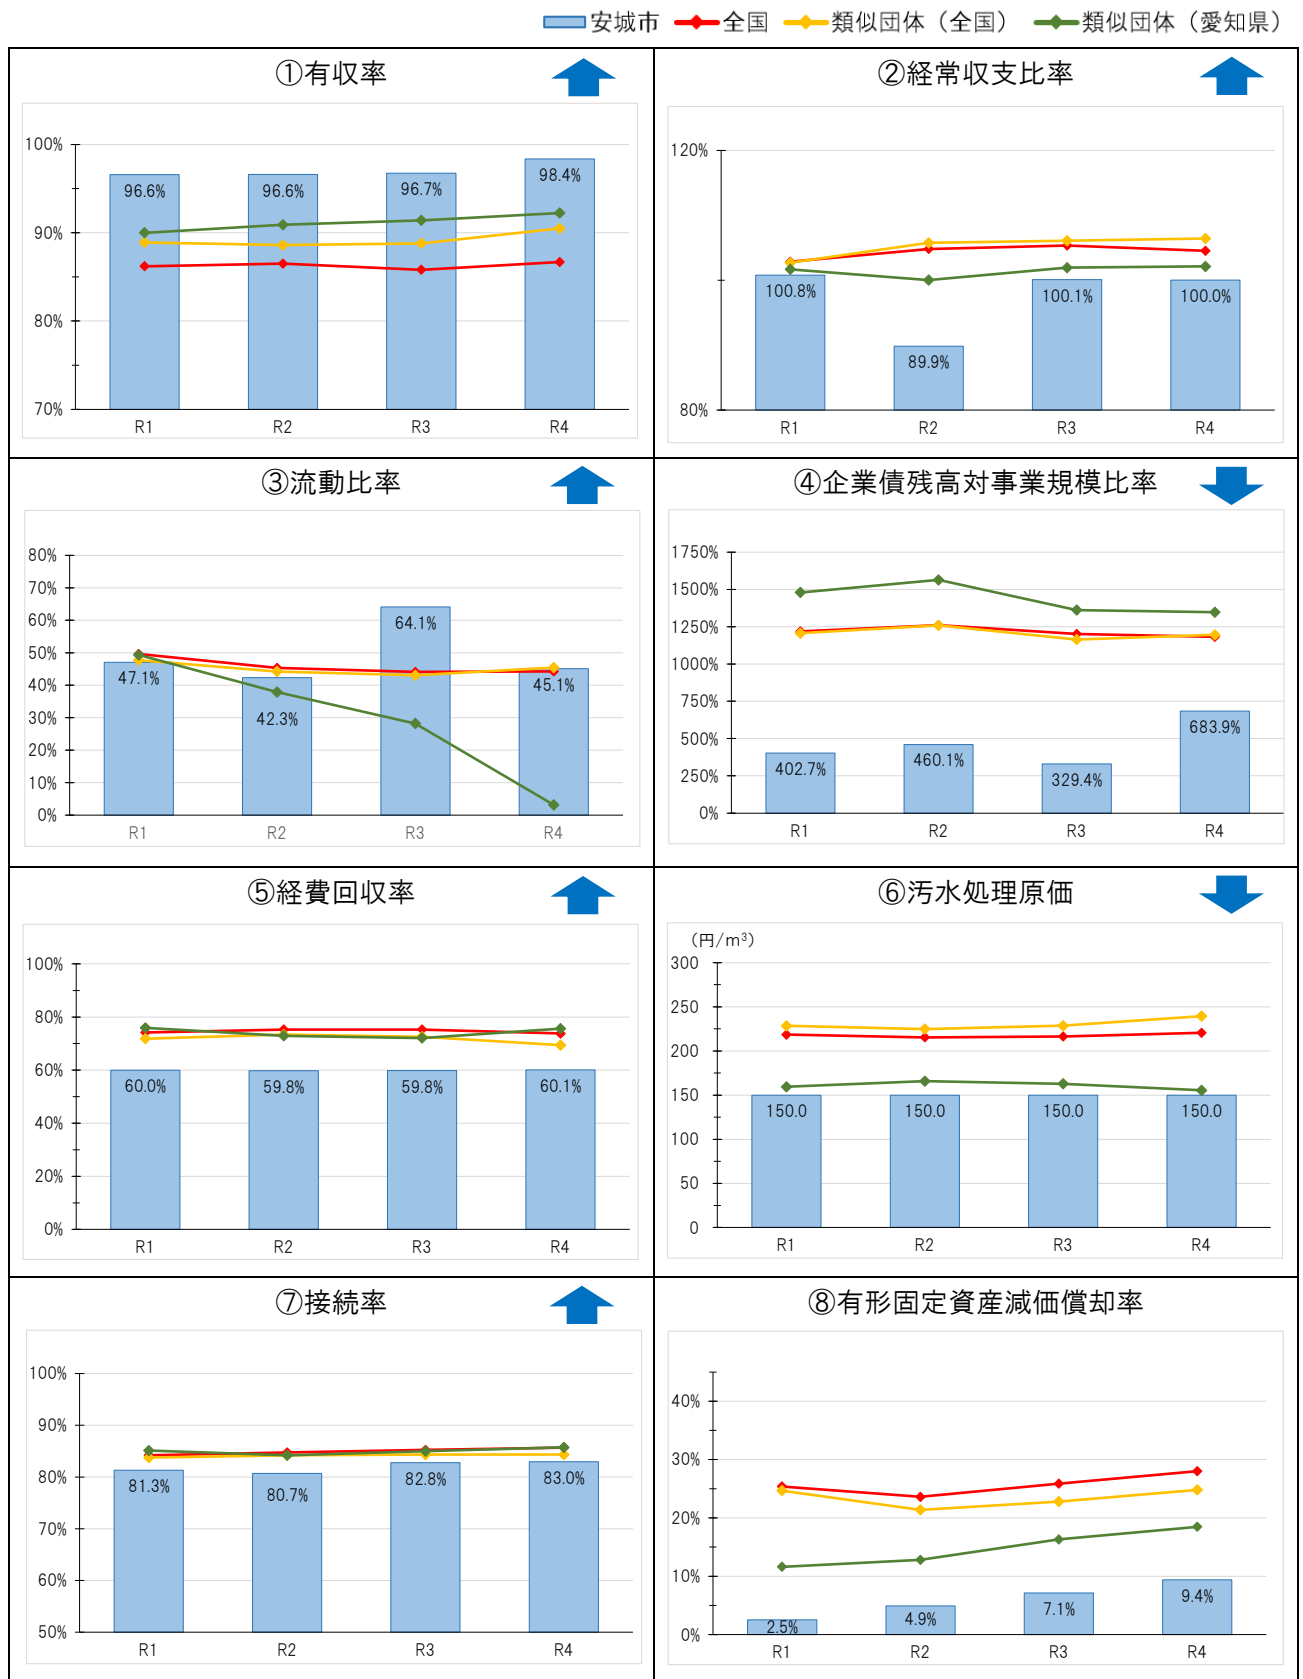 安城市 全国 類似団体（全国） 類似団体（愛知県）
①有収率
100%
90%
80%
70%
96.6% 96.6% 96.7% 98.4%
R1 R2 R3 R4
②経常収支比率
120%
80%
100.8% 89.9% 100.1% 100.0%
R1 R2 R3 R4
③流動比率
80%
70%
60%
50%
40%
30%
20%
10%
0%
47.1% 42.3% 64.1% 45.1%
R1 R2 R3 R4
④企業債残高対事業規模比率
1750%
1500%
1250%
1000%
750%
500%
250%
0%
402.7% 460.1% 329.4% 683.9%
R1 R2 R3 R4
⑤経費回収率
100%
80%
60%
40%
20%
0%
60.0% 59.8% 59.8% 60.1%
R1 R2 R3 R4
⑥汚水処理原価
（円/m³）
300
250
200
150
100
50
0
150.0 150.0 150.0 150.0
R1 R2 R3 R4
⑦接続率
100%
90%
80%
70%
60%
50%
81.3% 80.7% 82.8% 83.0%
R1 R2 R3 R4
⑧有形固定資産減価償却率
40%
30%
20%
10%
0%
2.5% 4.9% 7.1% 9.4%
R1 R2 R3 R4